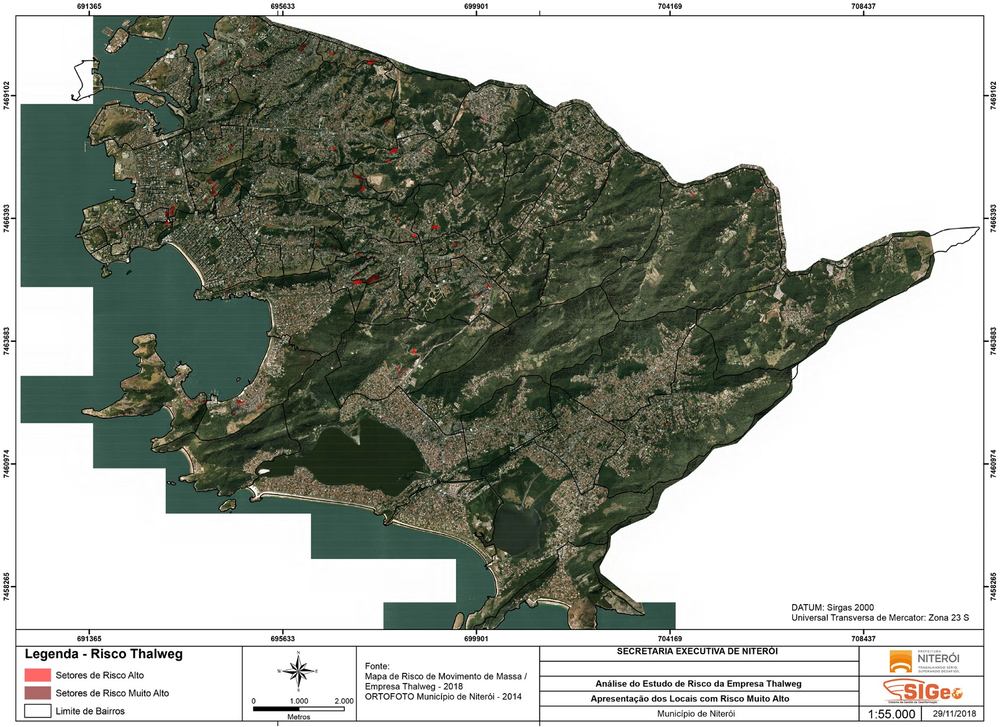 691365
695633
699901
704169
708437
7469102
7469102
7466393
7466393
7463683
7463683
7460974
7460974
7458265
7458265
DATUM: Sirgas 2000
Universal Transversa de Mercator: Zona 23 S
691365
695633
699901
704169
708437
Legenda - Risco Thalweg
Setores de Risco Alto
Setores de Risco Muito Alto
Limite de Bairros
N
W
E
S
0
1.000
2.000
Metros
Fonte:
Mapa de Risco de Movimento de Massa /
Empresa Thalweg - 2018
ORTOFOTO Município de Niterói - 2014
SECRETARIA EXECUTIVA DE NITERÓI
Análise do Estudo de Risco da Empresa Thalweg
Apresentação dos Locais com Risco Muito Alto
Município de Niterói
PREFEITURA
NITERÓI
TRABALHANDO SÉRIO,
SUPERANDO DESAFIOS.
SIGeo
Sistema de Gestão da Geoinformação
1:55.000
29/11/2018